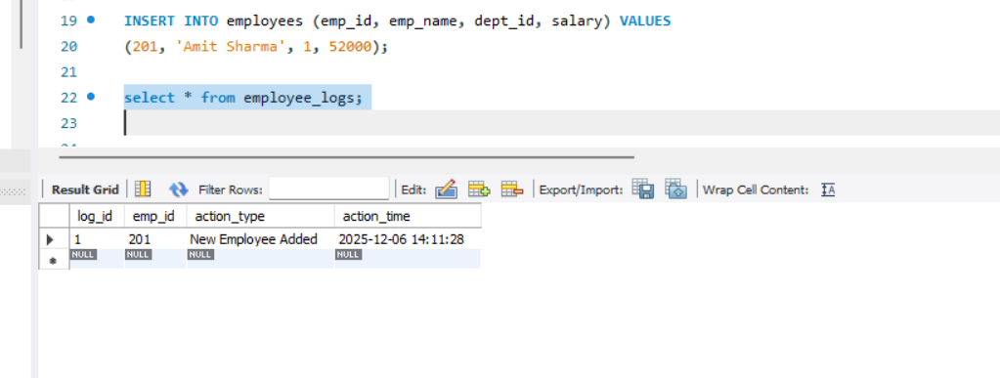 19 INSERT INTO employees (emp_id, emp_name, dept_id, salary) VALUES
20 (201, 'Amit Sharma', 1, 52000);
21
22 select * from employee_logs;
23
Result Grid Filter Rows: Edit: Export/Import: Wrap Cell Content:
log_id emp_id action_type action_time
1 201 New Employee Added 2025-12-06 14:11:28
NULL NULL NULL NULL